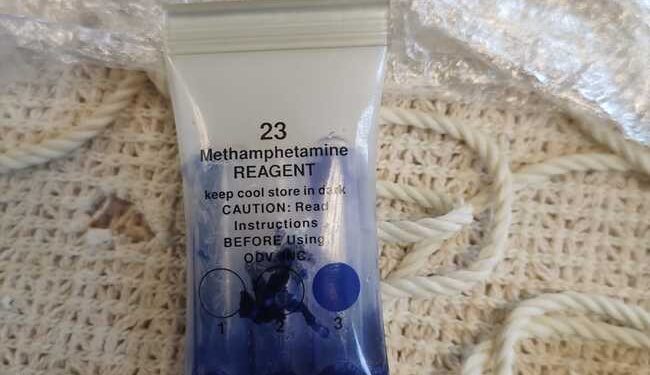 23
Methamphetamine
REAGENT
keep cool store in dark
CAUTION: Read
Instructions
BEFORE Using
ODV INC.
1 2 3